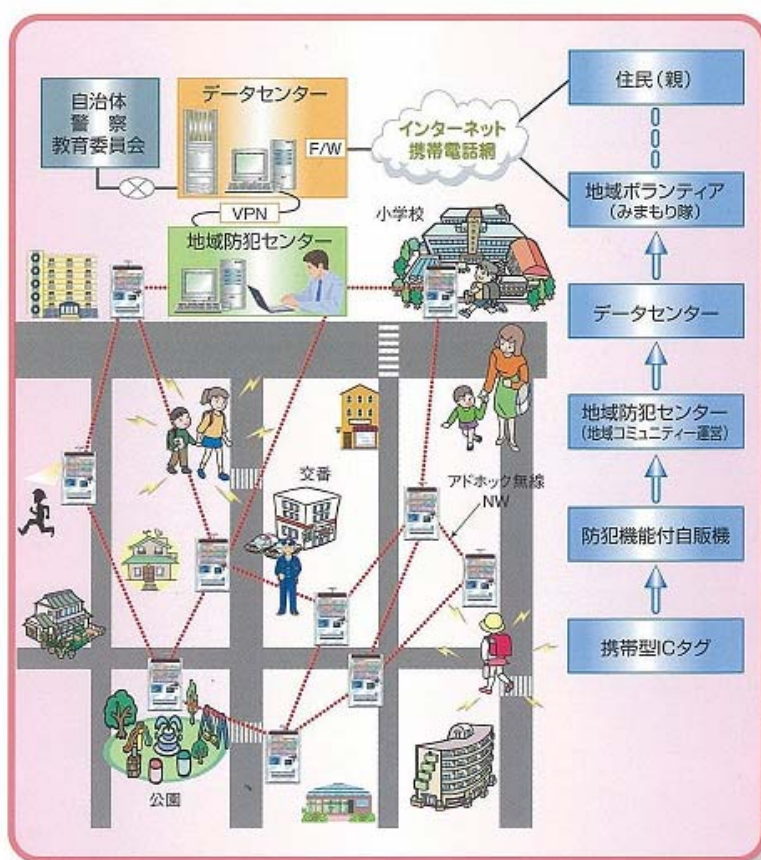 自治体
警察
教育委員会
データセンター
F/W
VPN
インターネット
携帯電話網
地域防犯センター
小学校
交番
アドホック無線
NW
公園
住民(親)
地域ボランティア
(みまもり隊)
データセンター
地域防犯センター
(地域コミュニティー運営)
防犯機能付自販機
携帯型ICタグ